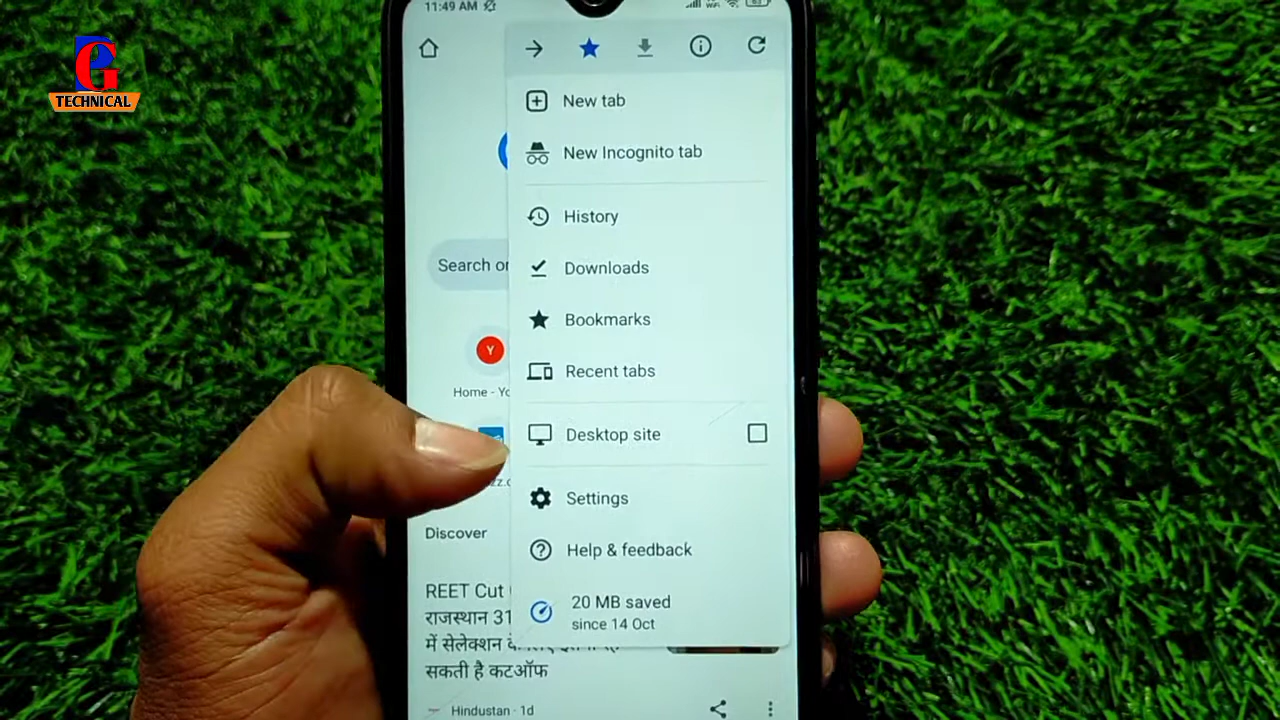 11:49 AM
PG
TECHNICAL
New tab
New Incognito tab
History
Search or
Downloads
Bookmarks
Recent tabs
Y
Home - Yo
Desktop site
Settings
Discover
Help & feedback
REET Cut
राजस्थान 31
20 MB saved
since 14 Oct
में सेलेक्शन
सकती है कटऑफ
Hindustan · 1d